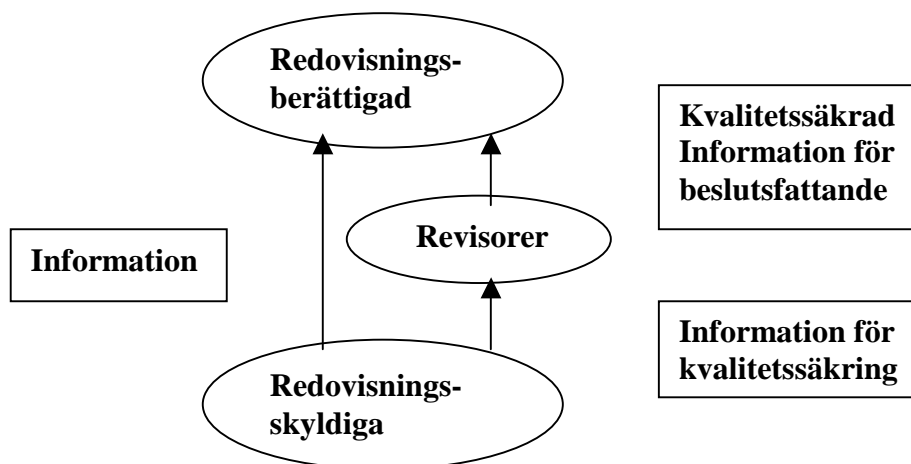 Redovisnings-
berättigad
Kvalitetssäkrad
Information för
beslutsfattande
Revisorer
Information
Information för
kvalitetssäkring
Redovisnings-
skyldiga